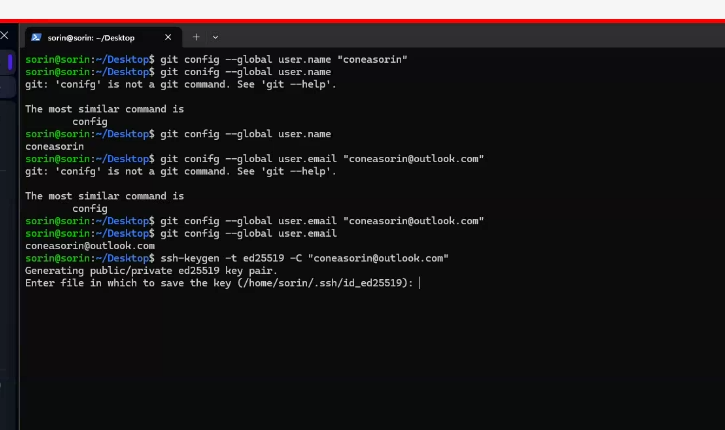 sorin@sorin: ~/Desktop
sorin@sorin:~/Desktop$ git config --global user.name "coneasorin"
sorin@sorin:~/Desktop$ git conifg --global user.name
git: 'conifg' is not a git command. See 'git --help'.
The most similar command is
config
sorin@sorin:~/Desktop$ git config --global user.name
coneasorin
sorin@sorin:~/Desktop$ git conifg --global user.email "coneasorin@outlook.com"
git: 'conifg' is not a git command. See 'git --help'.
The most similar command is
config
sorin@sorin:~/Desktop$ git config --global user.email "coneasorin@outlook.com"
sorin@sorin:~/Desktop$ git config --global user.email
coneasorin@outlook.com
sorin@sorin:~/Desktop$ ssh-keygen -t ed25519 -C "coneasorin@outlook.com"
Generating public/private ed25519 key pair.
Enter file in which to save the key (/home/sorin/.ssh/id_ed25519):